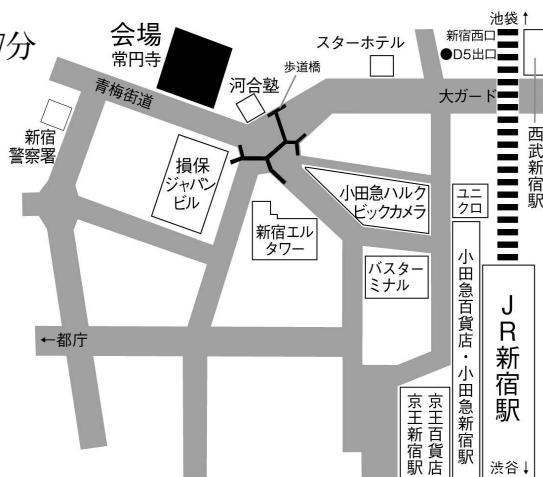 分
会場
常円寺
スターホテル
池袋↑
新宿西口
●D5出口
歩道橋
河合塾
青梅街道
大ガード
新宿
警察署
損保
ジャパン
ビル
西武新宿駅
小田急ハルク
ビックカメラ
ユニ
クロ
新宿エル
タワー
バスター
ミナル
小田急百貨店・小田急新宿駅
JR新宿駅
←都庁
京王百貨店
京王新宿駅
渋谷↓